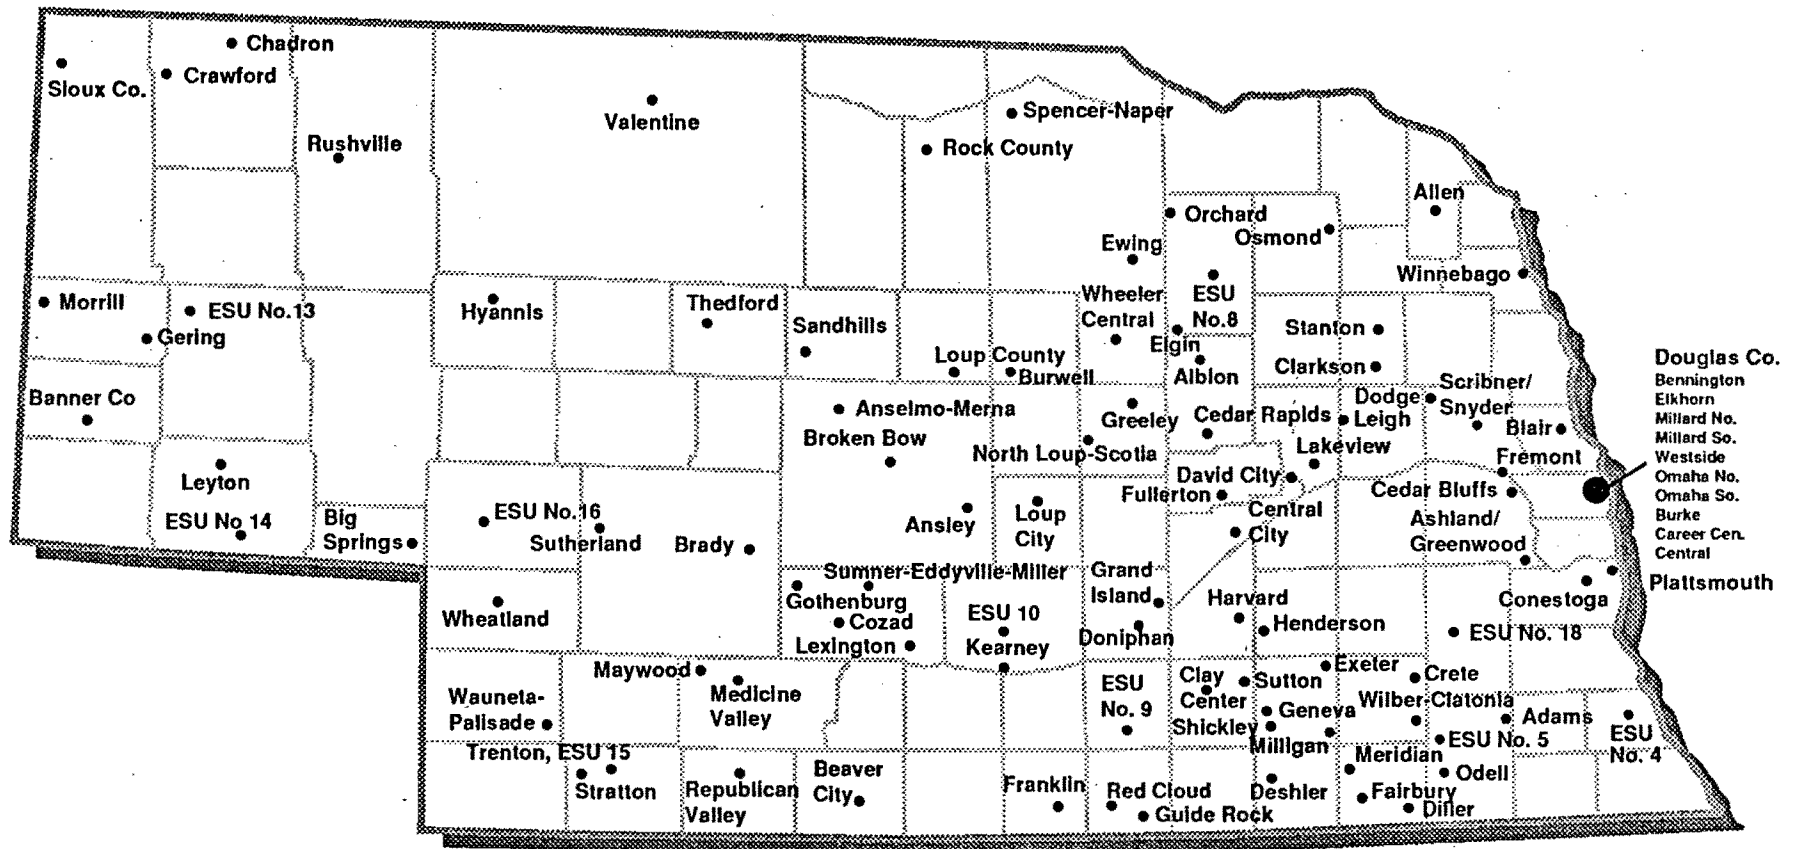 Chadron
Crawford
Sioux Co.
Rushville
Valentine
Spencer-Naper
Rock County
Allen
Orchard
Osmond
Ewing
Winnebago
Morrill
ESU No.13
Gering
Hyannis
Thedford
Sandhills
Wheeler
Central
ESU
No.8
Elgin
Stanton
Clarkson
Loup County
Burwell
Albion
Banner Co
Anselmo-Merna
Broken Bow
Greeley
North Loup-Scotia
Cedar Rapids
Dodge
Leigh
Scribner/
Snyder
Blair
Lakeview
Fremont
David City
Fullerton
Cedar Bluffs
Central
City
Ashland/
Greenwood
Douglas Co.
Bennington
Elkhorn
Millard No.
Millard So.
Westside
Omaha No.
Omaha So.
Burke
Career Cen.
Central
Plattsmouth
Conestoga
Leyton
ESU No 14
Big
Springs
ESU No.16
Sutherland
Brady
Ansley
Loup
City
Sumner-Eddyville-Miller
Gothenburg
Cozad
Lexington
ESU 10
Kearney
Grand
Island
Doniphan
Harvard
Henderson
ESU No. 18
Wheatland
Maywood
Medicine
Valley
Wauneta-
Palisade
ESU
No. 9
Clay
Center
Sutton
Exeter
Crete
Wilber-Clatonia
Geneva
Shickley
Milligan
Adams
ESU No. 5
ESU
No. 4
Trenton, ESU 15
Stratton
Republican
Valley
Beaver
City
Franklin
Red Cloud
Guide Rock
Deshler
Meridian
Odell
Fairbury
Diller